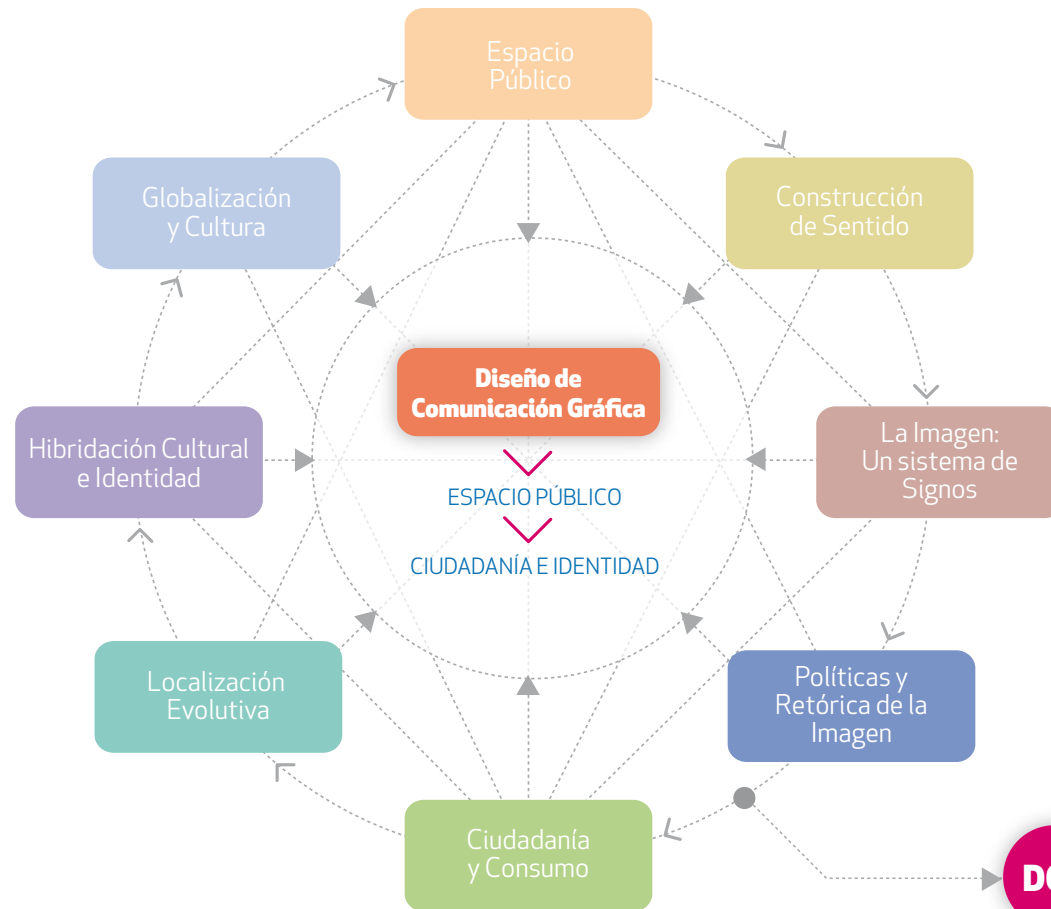 Espacio
Público
Globalización
y Cultura
Construcción
de Sentido
Diseño de
Comunicación Gráfica
Hibridación Cultural
e Identidad
La Imagen:
Un sistema de
Signos
ESPACIO PÚBLICO
CIUDADANÍA E IDENTIDAD
Localización
Evolutiva
Políticas y
Retórica de la
Imagen
Ciudadanía
y Consumo